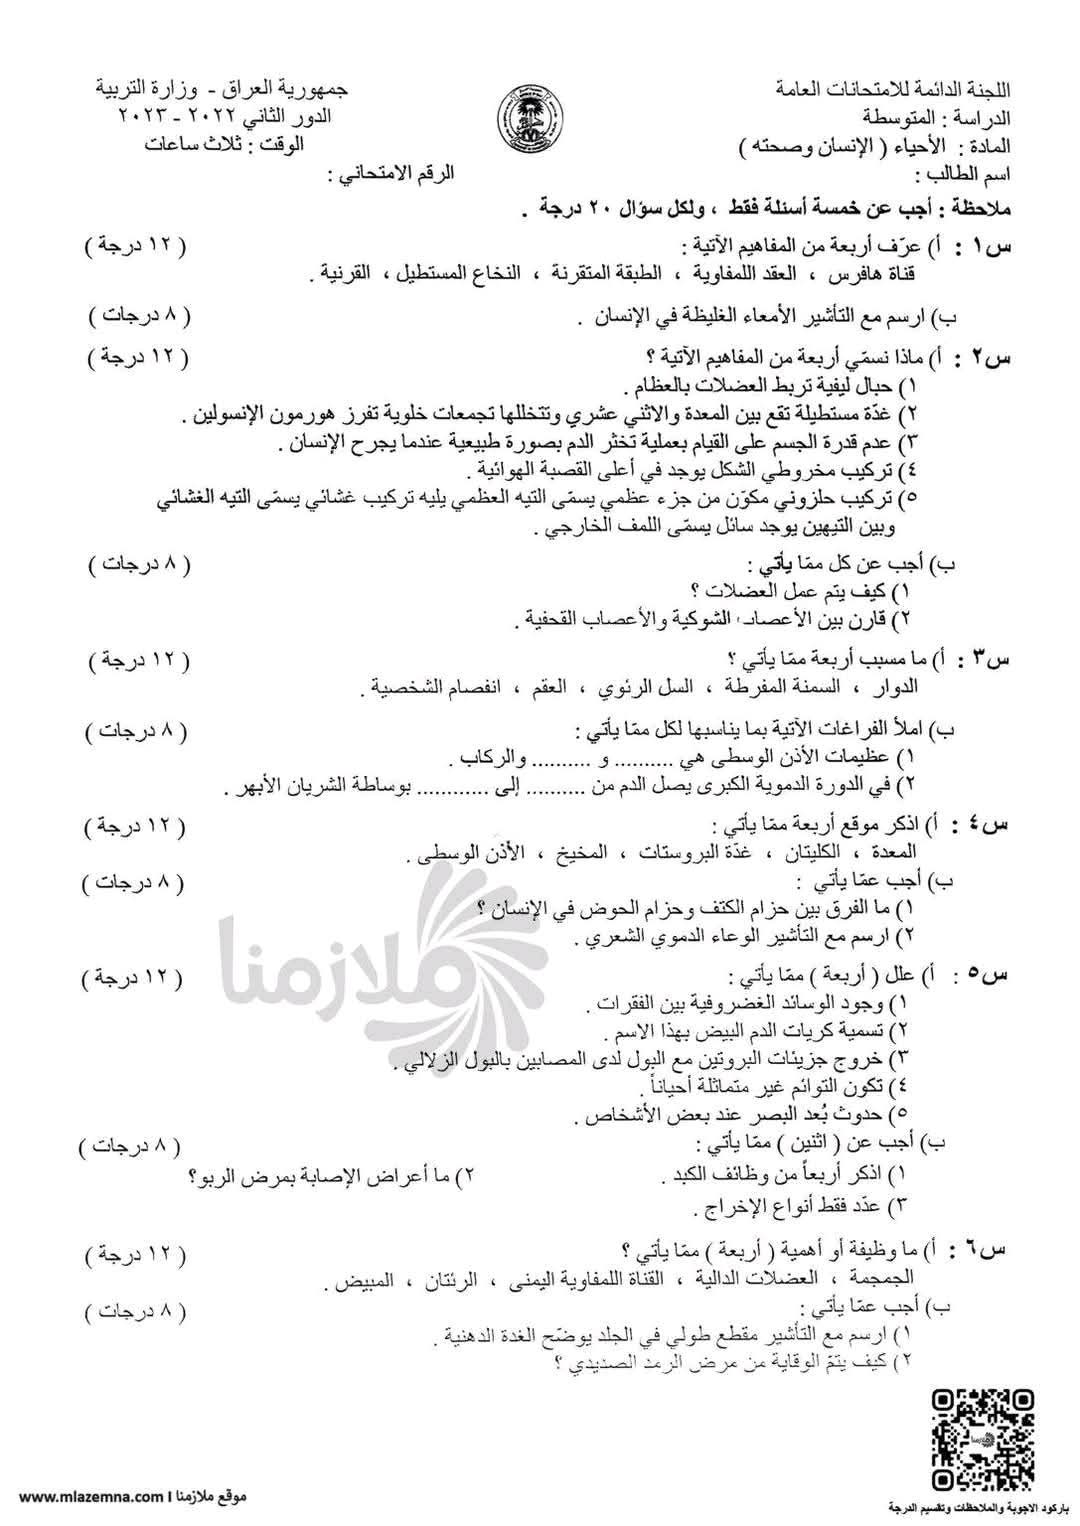 اللجنة الدائمة للامتحانات العامة
الدراسة : المتوسطة
المادة : الأحياء ( الإنسان وصحته )
اسم الطالب :
جمهورية العراق - وزارة التربية
الدور الثاني ٢٠٢٢ - ٢٠٢٣
الوقت : ثلاث ساعات
الرقم الامتحاني :
ملاحظة : أجب عن خمسة أسئلة فقط ، ولكل سؤال ٢٠ درجة .
س١ : أ) عرّف أربعة من المفاهيم الآتية : ( ١٢ درجة )
قناة هافرس ، العقد اللمفاوية ، الطبقة المتقرنة ، النخاع المستطيل ، القرنية .
ب) ارسم مع التأشير الأمعاء الغليظة في الإنسان . ( ٨ درجات )
س٢ : أ) ماذا نسمّي أربعة من المفاهيم الآتية ؟ ( ١٢ درجة )
١) حبال ليفية تربط العضلات بالعظام .
٢) غدّة مستطيلة تقع بين المعدة والاثني عشري وتتخللها تجمعات خلوية تفرز هورمون الإنسولين .
٣) عدم قدرة الجسم على القيام بعملية تخثر الدم بصورة طبيعية عندما يجرح الإنسان .
٤) تركيب مخروطي الشكل يوجد في أعلى القصبة الهوائية .
٥) تركيب حلزوني مكوّن من جزء عظمي يسمّى التيه العظمي يليه تركيب غشائي يسمّى التيه الغشائي
وبين التيهين يوجد سائل يسمّى اللمف الخارجي .
ب) أجب عن كل ممّا يأتي : ( ٨ درجات )
١) كيف يتم عمل العضلات ؟
٢) قارن بين الأعصاب الشوكية والأعصاب القحفية .
س٣ : أ) ما مسبب أربعة ممّا يأتي ؟ ( ١٢ درجة )
الدوار ، السمنة المفرطة ، السل الرئوي ، العقم ، انفصام الشخصية .
ب) املأ الفراغات الآتية بما يناسبها لكل ممّا يأتي : ( ٨ درجات )
١) عظيمات الأذن الوسطى هي .......... و .......... والركاب .
٢) في الدورة الدموية الكبرى يصل الدم من .......... إلى ............ بوساطة الشريان الأبهر .
س٤ : أ) اذكر موقع أربعة ممّا يأتي : ( ١٢ درجة )
المعدة ، الكليتان ، غدّة البروستات ، المخيخ ، الأذن الوسطى .
ب) أجب عمّا يأتي : ( ٨ درجات )
١) ما الفرق بين حزام الكتف وحزام الحوض في الإنسان ؟
٢) ارسم مع التأشير الوعاء الدموي الشعري .
ملازمنا
س٥ : أ) علل ( أربعة ) ممّا يأتي : ( ١٢ درجة )
١) وجود الوسائد الغضروفية بين الفقرات .
٢) تسمية كريات الدم البيض بهذا الاسم .
٣) خروج جزيئات البروتين مع البول لدى المصابين بالبول الزلالي .
٤) تكون التوائم غير متماثلة أحياناً .
٥) حدوث بُعد البصر عند بعض الأشخاص .
ب) أجب عن ( اثنين ) ممّا يأتي : ( ٨ درجات )
١) اذكر أربعاً من وظائف الكبد . ٢) ما أعراض الإصابة بمرض الربو؟
٣) عدّد فقط أنواع الإخراج .
س٦ : أ) ما وظيفة أو أهمية ( أربعة ) ممّا يأتي ؟ ( ١٢ درجة )
الجمجمة ، العضلات الدالية ، القناة اللمفاوية اليمنى ، الرئتان ، المبيض .
ب) أجب عمّا يأتي : ( ٨ درجات )
١) ارسم مع التأشير مقطع طولي في الجلد يوضّح الغدة الدهنية .
٢) كيف يتمّ الوقاية من مرض الرمد الصديدي ؟
ملازمنا
باركود الاجوبة والملاحظات وتقسيم الدرجة
موقع ملازمنا | www.mlazemna.com